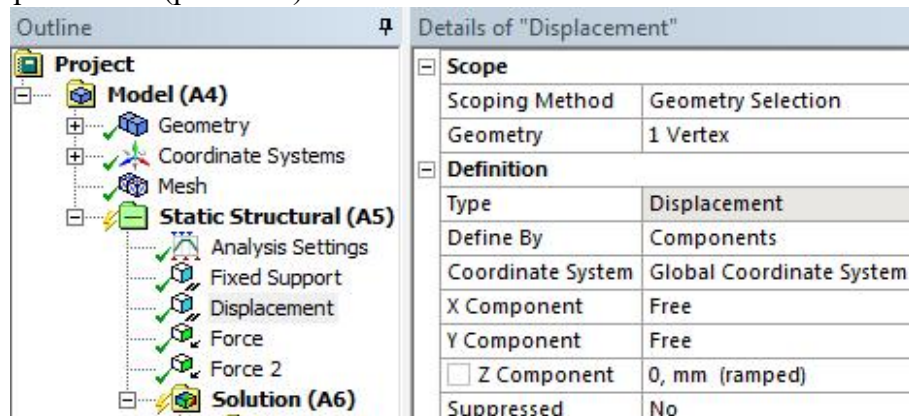 Outline
Project
Model (A4)
Geometry
Coordinate Systems
Mesh
Static Structural (A5)
Analysis Settings
Fixed Support
Displacement
Force
Force 2
Solution (A6)
Details of "Displacement"
Scope
Scoping Method Geometry Selection
Geometry 1 Vertex
Definition
Type Displacement
Define By Components
Coordinate System Global Coordinate System
X Component Free
Y Component Free
Z Component 0, mm (ramped)
Suppressed No